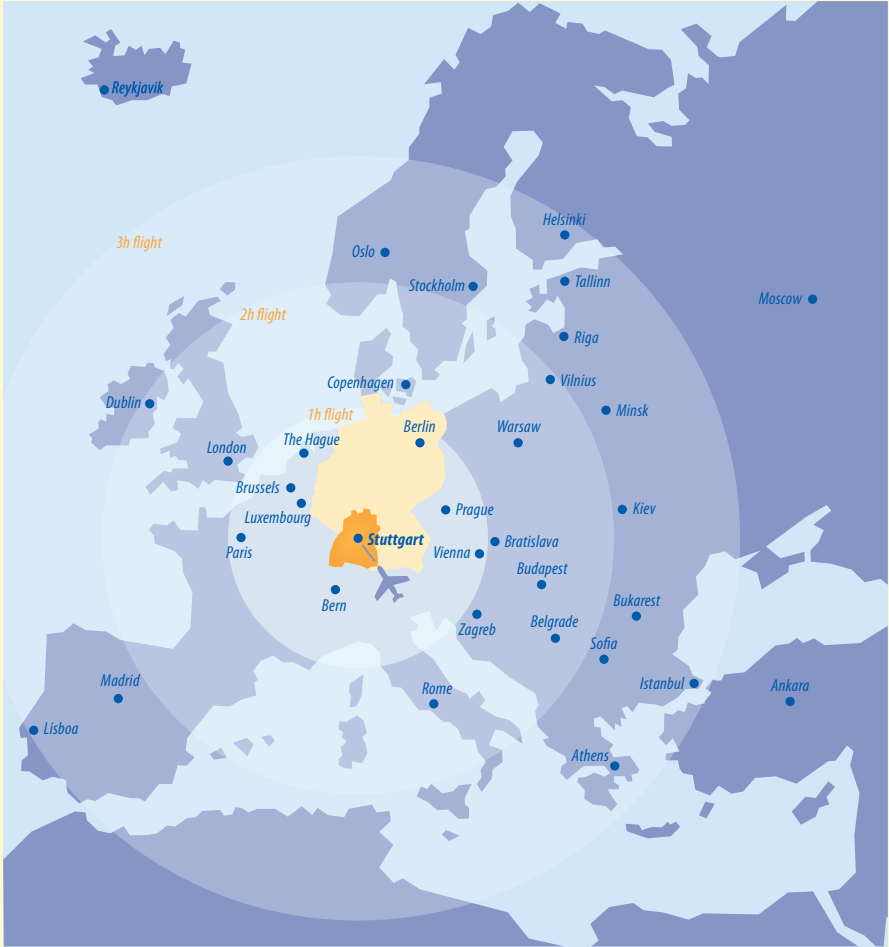 Reykjavik
Helsinki
3h flight
Oslo
Stockholm
Tallinn
Moscow
2h flight
Riga
Copenhagen
Vilnius
Dublin
Minsk
1h flight
Berlin
Warsaw
The Hague
London
Brussels
Luxembourg
Prague
Kiev
Paris
Stuttgart
Vienna
Bratislava
Budapest
Bern
Bukarest
Zagreb
Belgrade
Sofia
Madrid
Rome
Istanbul
Ankara
Lisboa
Athens